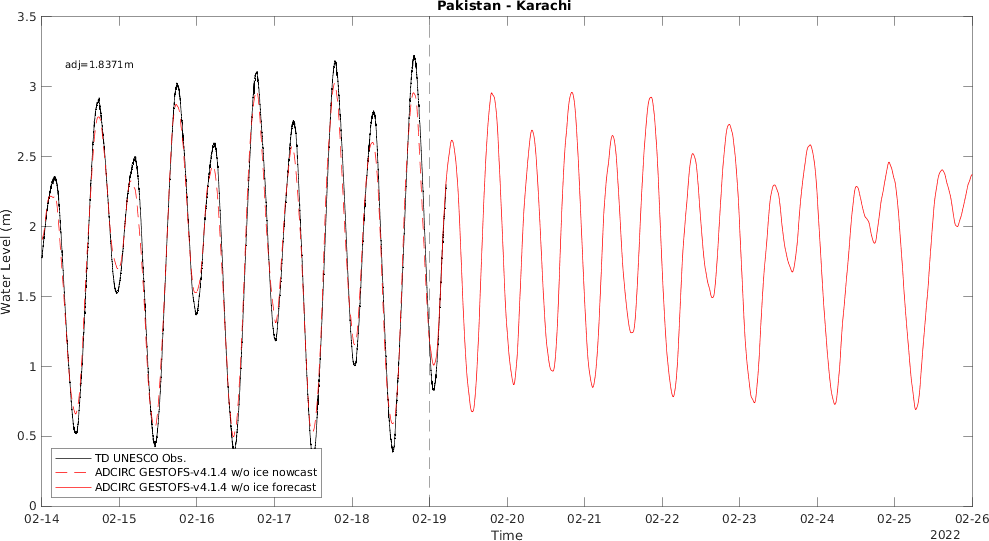 Pakistan - Karachi
adj=1.8371m
3.5
3
2.5
2
1.5
1
0.5
0
Water Level (m)
TD UNESCO Obs.
ADCIRC GESTOFS-v4.1.4 w/o ice nowcast
ADCIRC GESTOFS-v4.1.4 w/o ice forecast
02-14 02-15 02-16 02-17 02-18 02-19 02-20 02-21 02-22 02-23 02-24 02-25 02-26
Time
2022